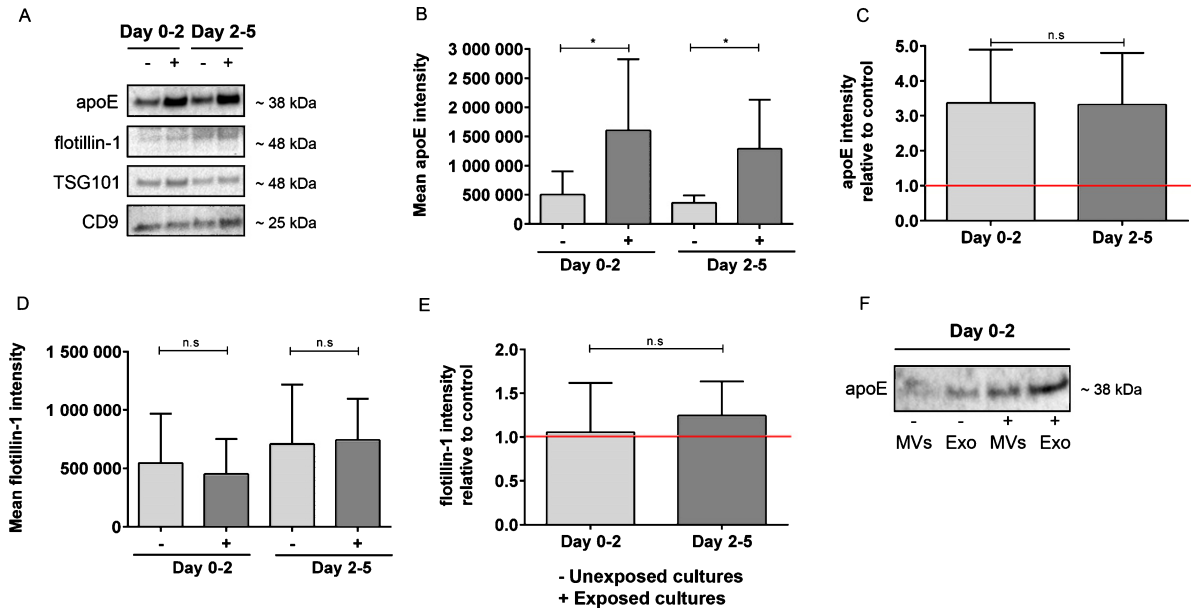 A
Day 0-2 Day 2-5
- + - +
apoE ~ 38 kDa
flotillin-1 ~ 48 kDa
TSG101 ~ 48 kDa
CD9 ~ 25 kDa
B
Mean apoE intensity
3 000 000
2 500 000
2 000 000
1 500 000
1 000 000
500 000
0
* *
- + - +
Day 0-2 Day 2-5
C
apoE intensity
relative to control
5.0
4.0
3.0
2.0
1.0
0.0
n.s
Day 0-2 Day 2-5
D
Mean flotillin-1 intensity
1 500 000
1 000 000
500 000
0
n.s n.s
- + - +
Day 0-2 Day 2-5
E
flotillin-1 intensity
relative to control
2.0
1.5
1.0
0.5
0.0
n.s
Day 0-2 Day 2-5
- Unexposed cultures
+ Exposed cultures
F
Day 0-2
apoE ~ 38 kDa
- - + +
MVs Exo MVs Exo